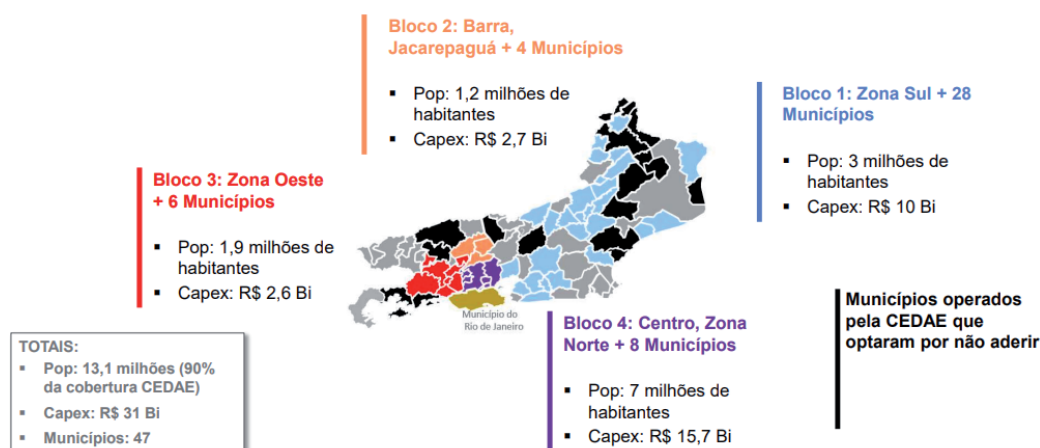 Bloco 2: Barra,
Jacarepaguá + 4 Municípios
▪ Pop: 1,2 milhões de
habitantes
▪ Capex: R$ 2,7 Bi
Bloco 1: Zona Sul + 28
Municípios
▪ Pop: 3 milhões de
habitantes
▪ Capex: R$ 10 Bi
Bloco 3: Zona Oeste
+ 6 Municípios
▪ Pop: 1,9 milhões de
habitantes
▪ Capex: R$ 2,6 Bi
Município do
Rio de Janeiro
Bloco 4: Centro, Zona
Norte + 8 Municípios
▪ Pop: 7 milhões de
habitantes
▪ Capex: R$ 15,7 Bi
Municípios operados
pela CEDAE que
optaram por não aderir
TOTAIS:
▪ Pop: 13,1 milhões (90%
da cobertura CEDAE)
▪ Capex: R$ 31 Bi
▪ Municípios: 47